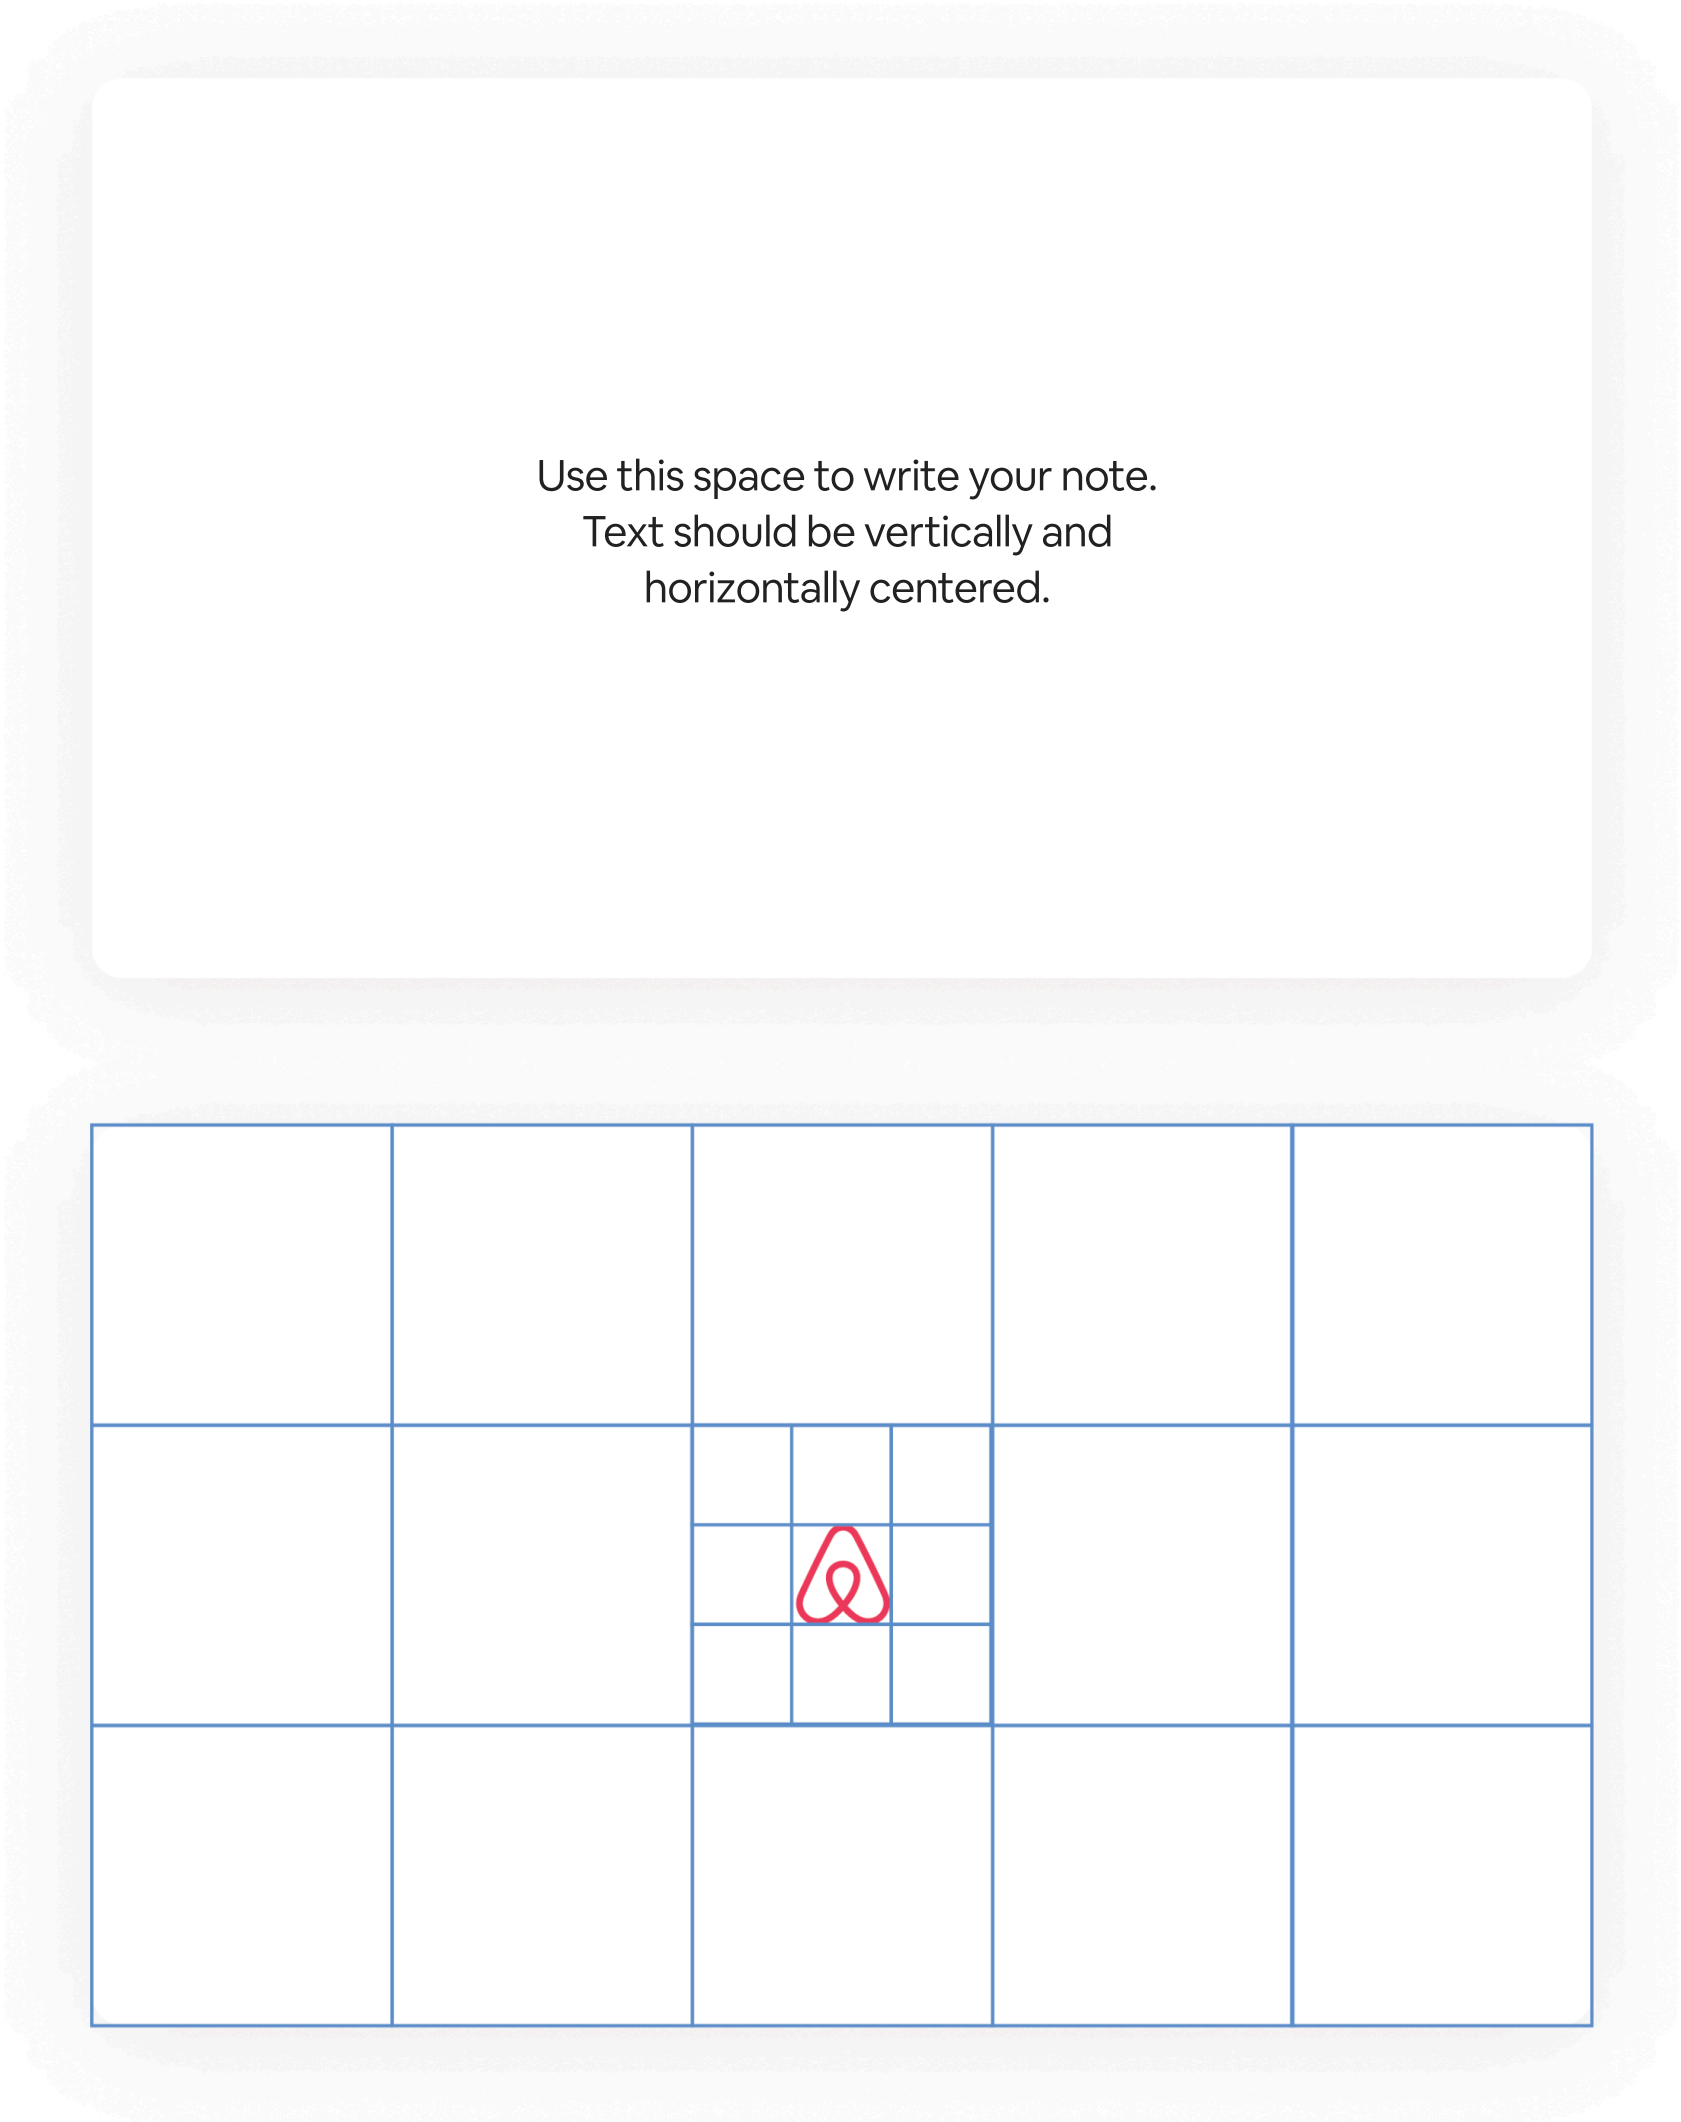 Use this space to write your note.
Text should be vertically and
horizontally centered.